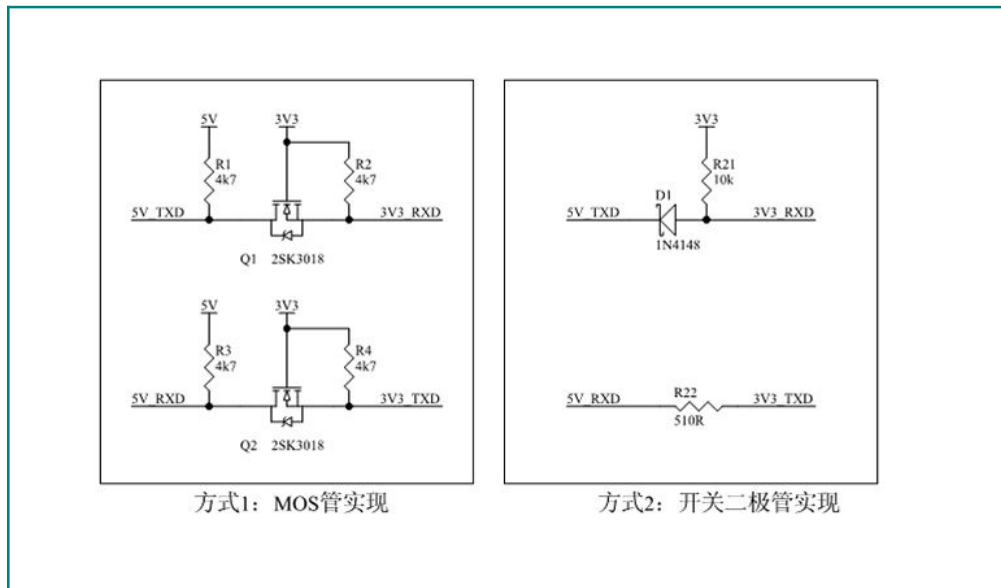 5V
3V3
R1
4k7
R2
4k7
5V_TXD
3V3_RXD
Q1 2SK3018
5V
3V3
R3
4k7
R4
4k7
5V_RXD
3V3_TXD
Q2 2SK3018
方式1：MOS管实现
3V3
R21
10k
D1
5V_TXD
3V3_RXD
1N4148
R22
5V_RXD
3V3_TXD
510R
方式2：开关二极管实现